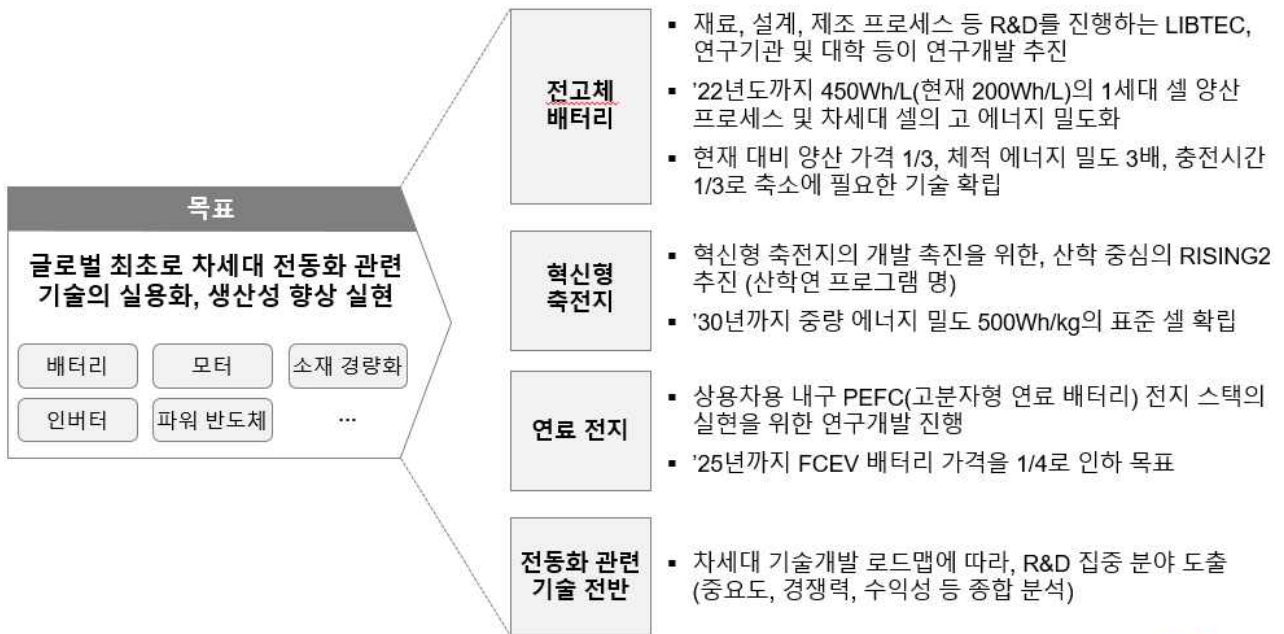 목표
글로벌 최초로 차세대 전동화 관련
기술의 실용화, 생산성 향상 실현
배터리
모터
소재 경량화
인버터
파워 반도체
...
전고체
배터리
▪ 재료, 설계, 제조 프로세스 등 R&D를 진행하는 LIBTEC,
연구기관 및 대학 등이 연구개발 추진
▪ '22년도까지 450Wh/L(현재 200Wh/L)의 1세대 셀 양산
프로세스 및 차세대 셀의 고 에너지 밀도화
▪ 현재 대비 양산 가격 1/3, 체적 에너지 밀도 3배, 충전시간
1/3로 축소에 필요한 기술 확립
혁신형
축전지
▪ 혁신형 축전지의 개발 촉진을 위한, 산학 중심의 RISING2
추진 (산학연 프로그램 명)
▪ '30년까지 중량 에너지 밀도 500Wh/kg의 표준 셀 확립
연료 전지
▪ 상용차용 내구 PEFC(고분자형 연료 배터리) 전지 스택의
실현을 위한 연구개발 진행
▪ '25년까지 FCEV 배터리 가격을 1/4로 인하 목표
전동화 관련
기술 전반
▪ 차세대 기술개발 로드맵에 따라, R&D 집중 분야 도출
(중요도, 경쟁력, 수익성 등 종합 분석)